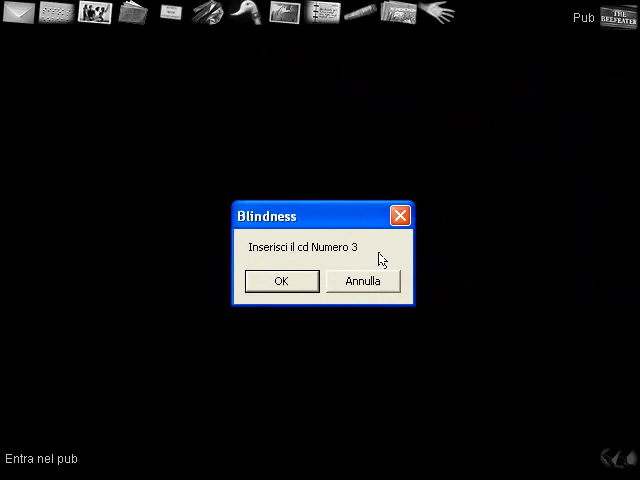 Pub
THE
BEEFEATER
Blindness
Inserisci il cd Numero 3
OK
Annulla
Entra nel pub